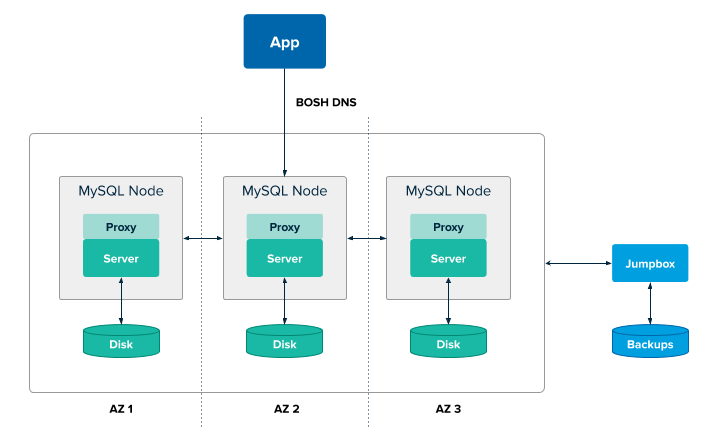 App
BOSH DNS
MySQL Node
MySQL Node
MySQL Node
Proxy
Proxy
Proxy
Server
Server
Server
Jumpbox
Disk
Disk
Disk
Backups
AZ 1
AZ 2
AZ 3